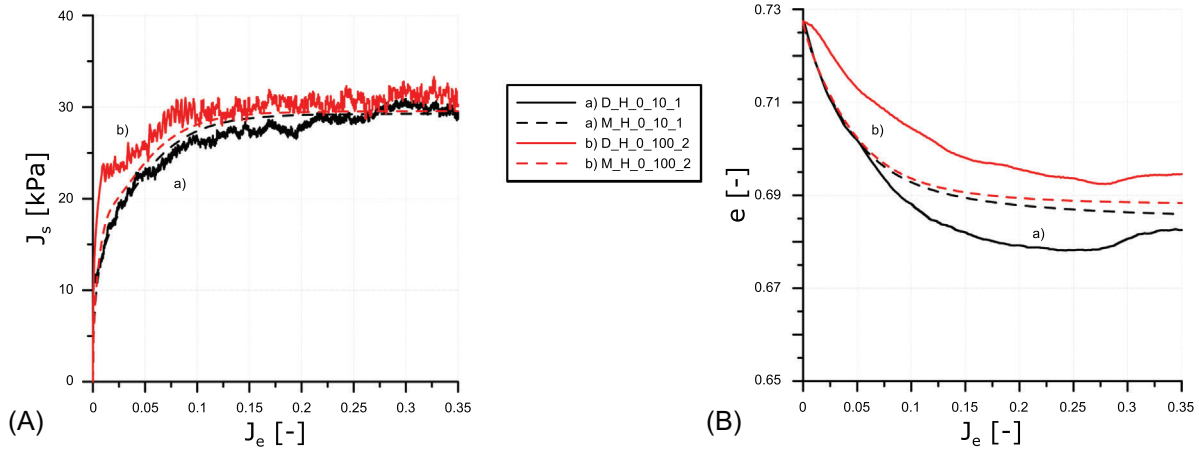 40
30
20
10
0
J_s [kPa]
b)
a)
0
0.05
0.1
0.15
0.2
0.25
0.3
0.35
J_e [-]
(A)
a) D_H_0_10_1
a) M_H_0_10_1
b) D_H_0_100_2
b) M_H_0_100_2
0.73
0.71
0.69
0.67
0.65
e [-]
b)
a)
0
0.05
0.1
0.15
0.2
0.25
0.3
0.35
J_e [-]
(B)